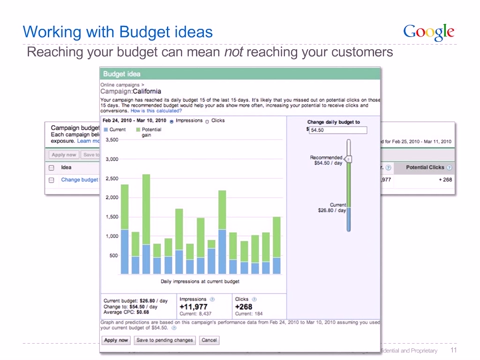 Working with Budget ideas
Google
Reaching your budget can mean not reaching your customers
Budget idea
Online campaigns >
Campaign:California
Your campaign has reached its daily budget 15 of the last 15 days. It's likely that you missed out on potential clicks on those
15 days. The recommended budget would help your ads show more often, increasing your potential to receive clicks and
conversions. How is this calculated?
Feb 24, 2010 - Mar 10, 2010 Impressions Clicks
Current Potential
gain
Change daily budget to
$ 54.50
3,500
3,000
2,500
2,000
1,500
1,000
500
Recommended
$54.50 / day
Current
$26.80 / day
Daily impressions at current budget
Campaign budget
Each campaign belo
exposure. Learn mo
d for Feb 25, 2010 - Mar 11, 2010
Apply now Save to
Idea
Potential Clicks
Change budget
,977
+ 268
Current budget: $26.80 / day
Change to: $54.50 / day
Average CPC: $0.68
Impressions
+11,977
Current: 8,437
Clicks
+268
Current: 184
Graph and predictions are based on this campaign's performance data from Feb 24, 2010 to Mar 10, 2010 assuming you used
your current budget of $54.50.
Apply now Save to pending changes Cancel
fidential and Proprietary 11